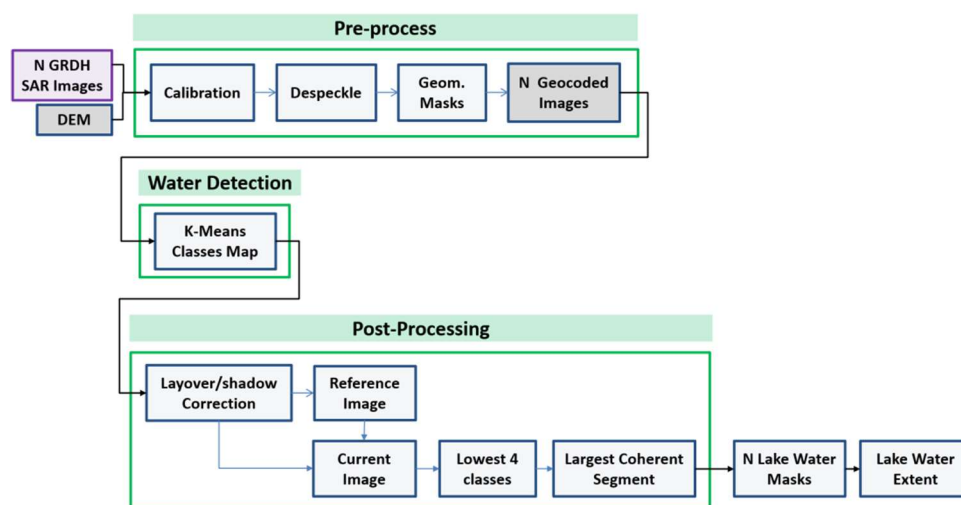 Pre-process
N GRDH
SAR Images
DEM
Calibration
Despeckle
Geom.
Masks
N Geocoded
Images
Water Detection
K-Means
Classes Map
Post-Processing
Layover/shadow
Correction
Reference
Image
Current
Image
Lowest 4
classes
Largest Coherent
Segment
N Lake Water
Masks
Lake Water
Extent